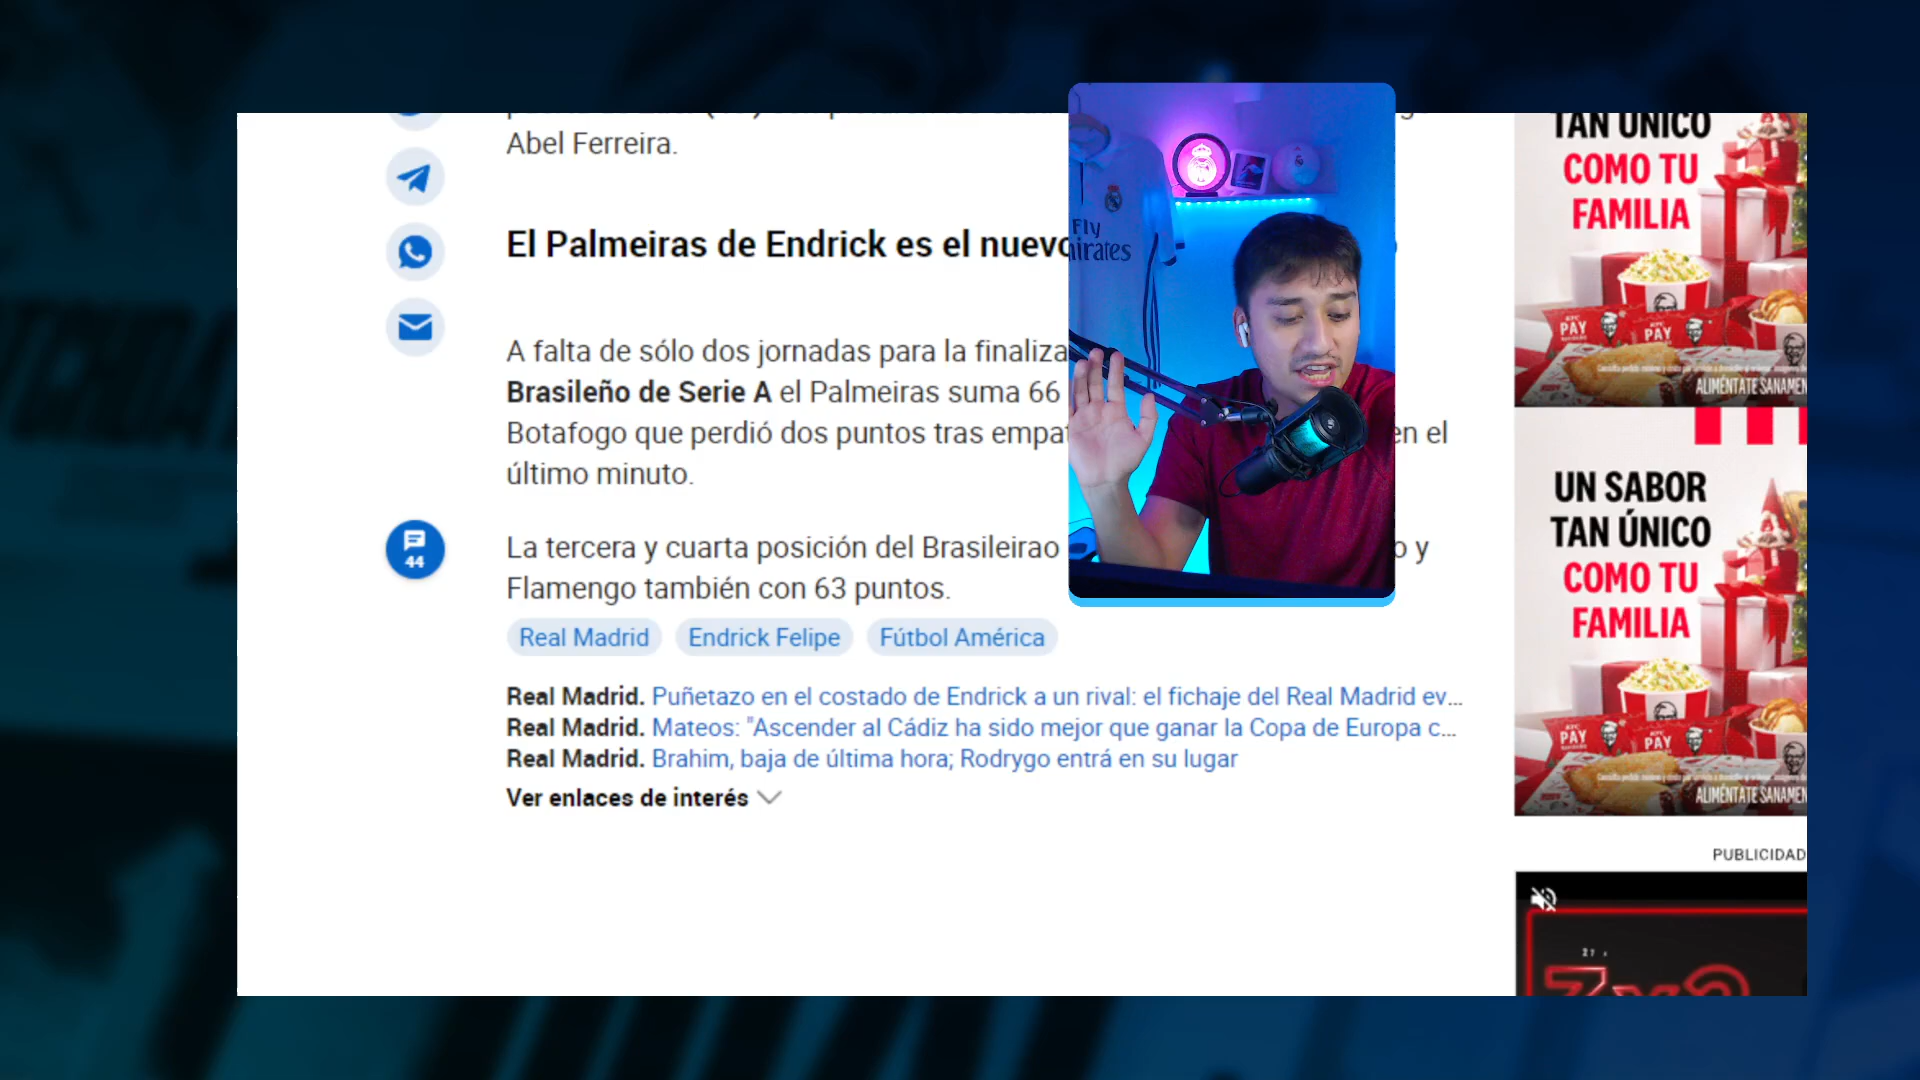 Abel Ferreira.
El Palmeiras de Endrick es el nuevo
A falta de sólo dos jornadas para la finaliza
Brasileño de Serie A el Palmeiras suma 66
Botafogo que perdió dos puntos tras empat en el
último minuto.
La tercera y cuarta posición del Brasileirao o y
Flamengo también con 63 puntos.
44
Real Madrid Endrick Felipe Fútbol América
Real Madrid. Puñetazo en el costado de Endrick a un rival: el fichaje del Real Madrid ev...
Real Madrid. Mateos: "Ascender al Cádiz ha sido mejor que ganar la Copa de Europa c...
Real Madrid. Brahim, baja de última hora; Rodrygo entrá en su lugar
Ver enlaces de interés
Fly
TAN ÚNICO
COMO TU
FAMILIA
PAY
PAY
ALIMÉNTATE SANAMEN
UN SABOR
TAN ÚNICO
COMO TU
FAMILIA
PAY
PAY
ALIMÉNTATE SANAMEN
PUBLICIDAD